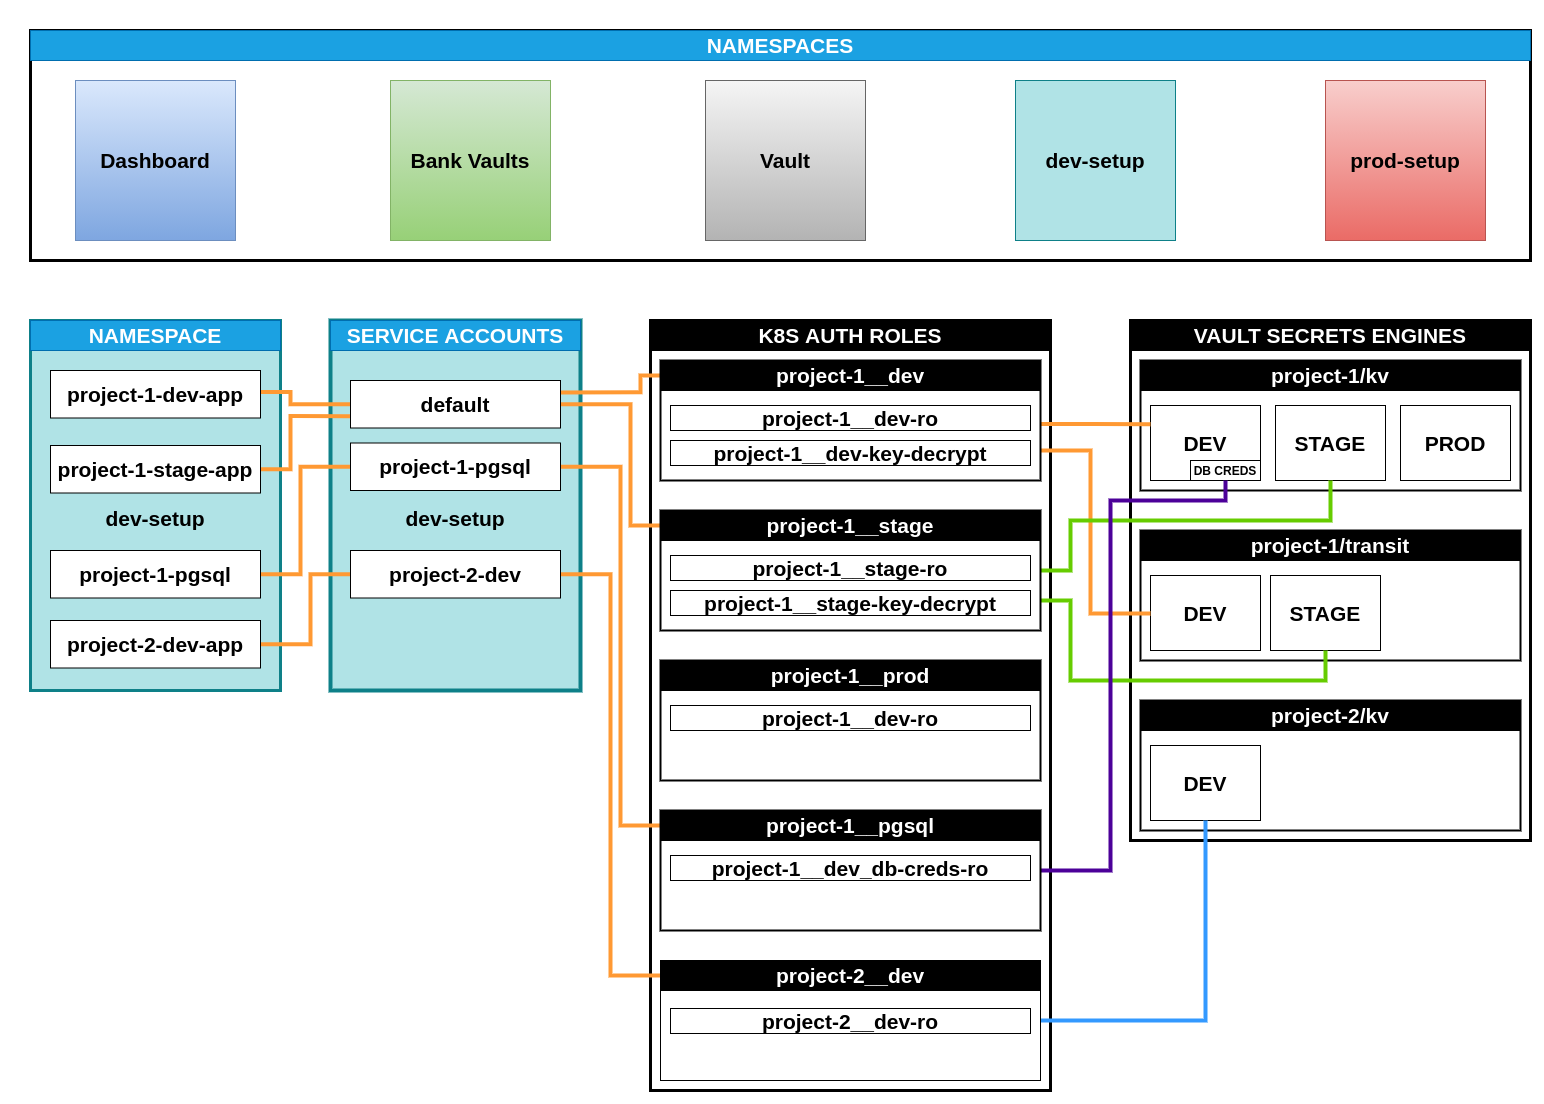 NAMESPACES
Dashboard
Bank Vaults
Vault
dev-setup
prod-setup
NAMESPACE
project-1-dev-app
project-1-stage-app
dev-setup
project-1-pgsql
project-2-dev-app
SERVICE ACCOUNTS
default
project-1-pgsql
dev-setup
project-2-dev
K8S AUTH ROLES
project-1__dev
project-1__dev-ro
project-1__dev-key-decrypt
project-1__stage
project-1__stage-ro
project-1__stage-key-decrypt
project-1__prod
project-1__dev-ro
project-1__pgsql
project-1__dev_db-creds-ro
project-2__dev
project-2__dev-ro
VAULT SECRETS ENGINES
project-1/kv
DEV
DB CREDS
STAGE
PROD
project-1/transit
DEV
STAGE
project-2/kv
DEV